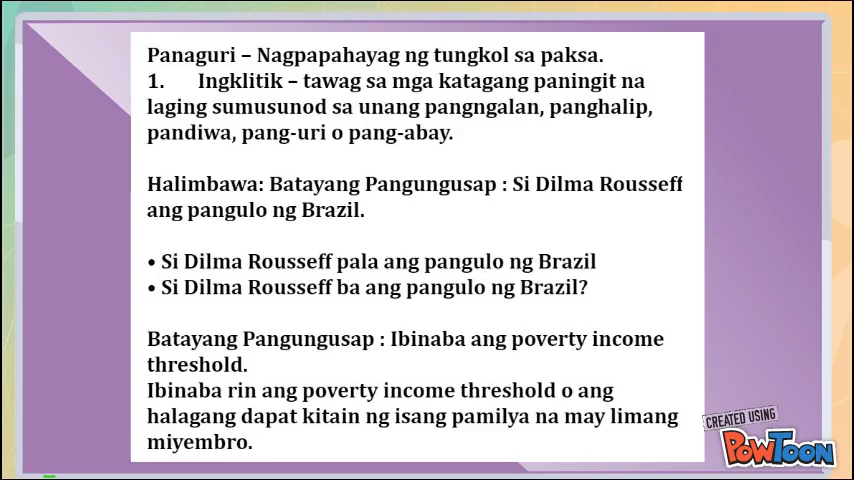 Panaguri – Nagpapahayag ng tungkol sa paksa.
1. Ingklitik – tawag sa mga katagang paningit na
laging sumusunod sa unang pangngalan, panghalip,
pandiwa, pang-uri o pang-abay.
Halimbawa: Batayang Pangungusap : Si Dilma Rousseff
ang pangulo ng Brazil.
• Si Dilma Rousseff pala ang pangulo ng Brazil
• Si Dilma Rousseff ba ang pangulo ng Brazil?
Batayang Pangungusap : Ibinaba ang poverty income
threshold.
Ibinaba rin ang poverty income threshold o ang
halagang dapat kitain ng isang pamilya na may limang
miyembro.
CREATED USING
POWTOON